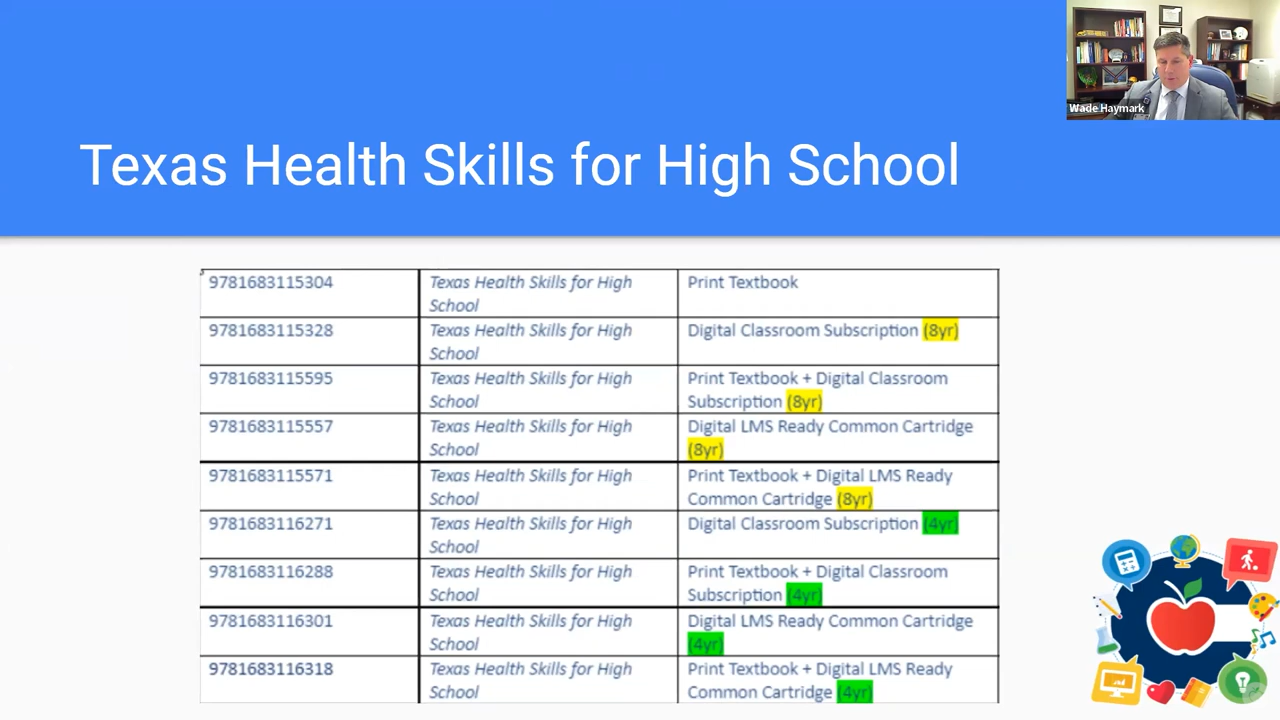 Wade Haymark
Texas Health Skills for High School
9781683115304 Texas Health Skills for High Print Textbook
School
9781683115328 Texas Health Skills for High Digital Classroom Subscription (8yr)
School
9781683115595 Texas Health Skills for High Print Textbook + Digital Classroom
School Subscription (8yr)
9781683115557 Texas Health Skills for High Digital LMS Ready Common Cartridge
School (8yr)
9781683115571 Texas Health Skills for High Print Textbook + Digital LMS Ready
School Common Cartridge (8yr)
9781683116271 Texas Health Skills for High Digital Classroom Subscription (4yr)
School
9781683116288 Texas Health Skills for High Print Textbook + Digital Classroom
School Subscription (4yr)
9781683116301 Texas Health Skills for High Digital LMS Ready Common Cartridge
School (4yr)
9781683116318 Texas Health Skills for High Print Textbook + Digital LMS Ready
School Common Cartridge (4yr)